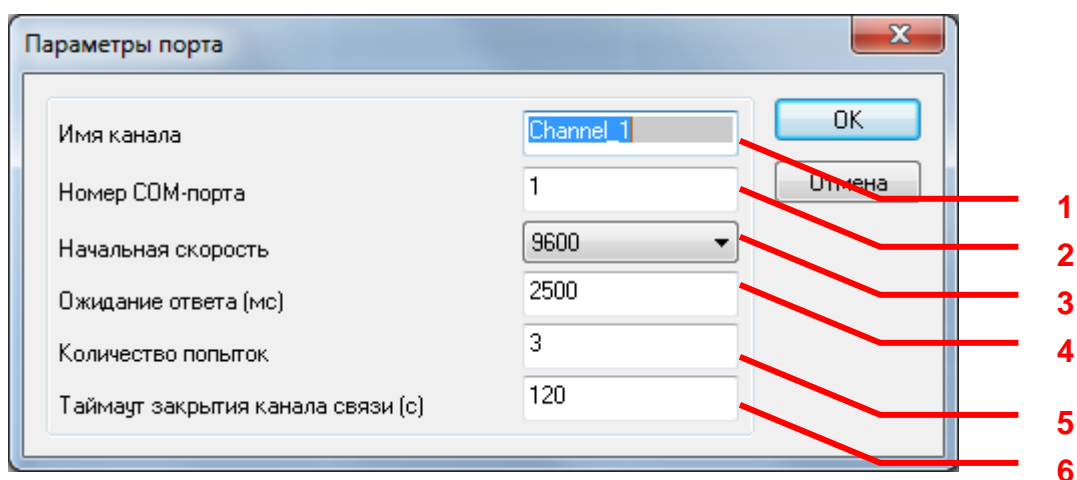 Параметры порта
Имя канала Channel_1 OK
Номер COM-порта 1 Отмена
1
Начальная скорость 9600
2
Ожидание ответа (мс) 2500
3
Количество попыток 3
4
Таймаут закрытия канала связи (с) 120
5
6